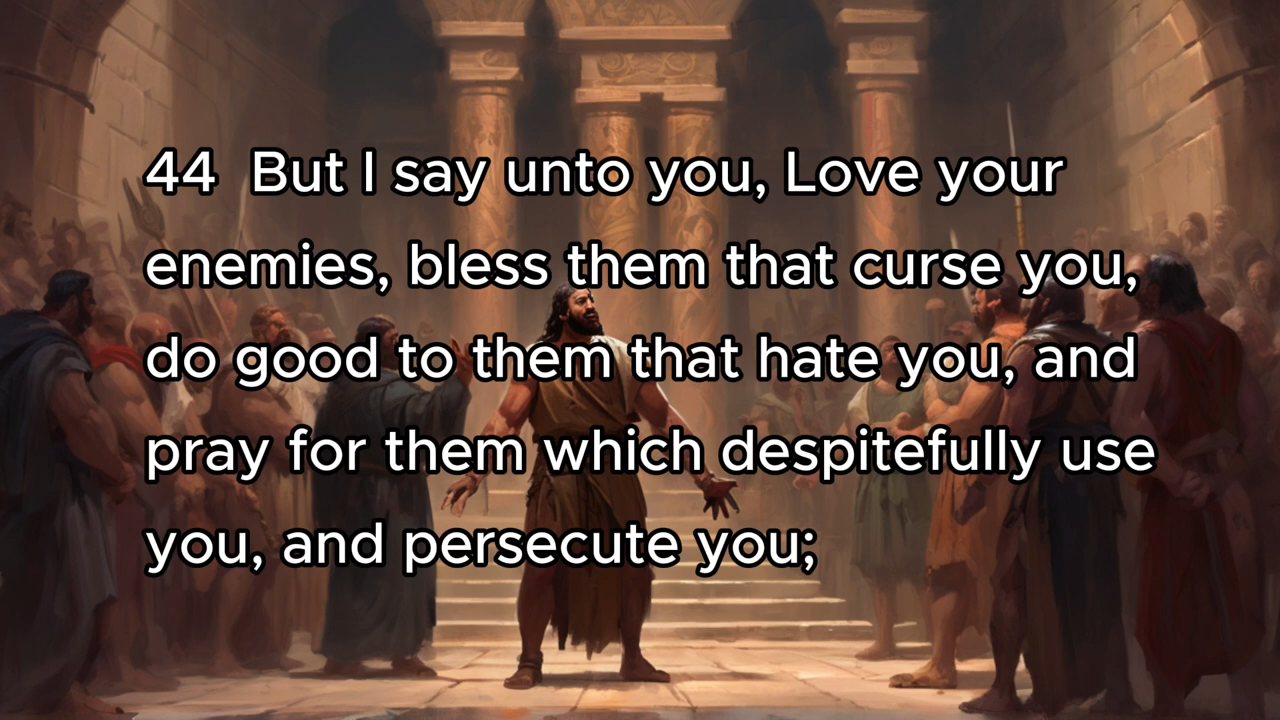 44  But I say unto you, Love your
enemies, bless them that curse you,
do good to them that hate you, and
pray for them which despitefully use
you, and persecute you;